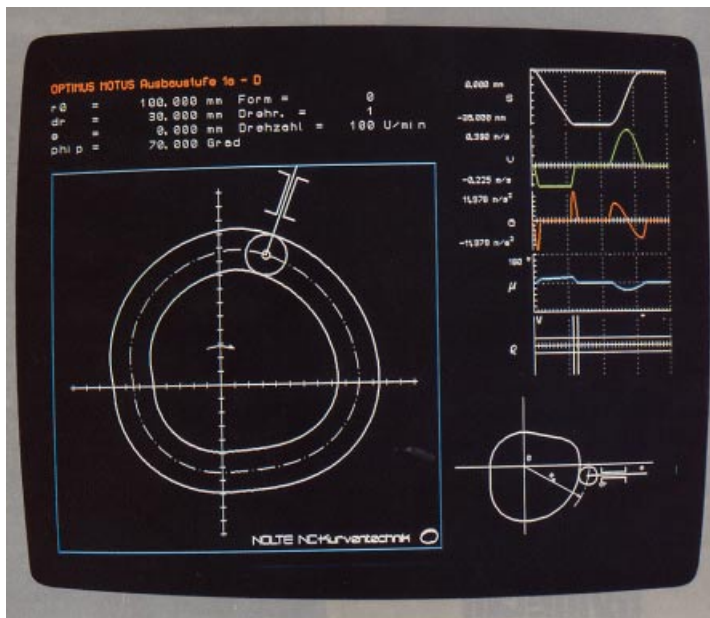 OPTIMUS MOTUS Ausbaustufe 1a - D
r0 = 100,000 mm Form = 0
dr = 30,000 mm Drehr. = 1
e = 0,000 mm Drehzahl = 100 U/min
phi p = 70,000 Grad
0,000 mm
S
-35,000 mm
0,390 m/s
v
-0,225 m/s
11,978 m/s²
a
-11,978 m/s²
180 °
μ
ρ
NOLTE NC-Kurventechnik